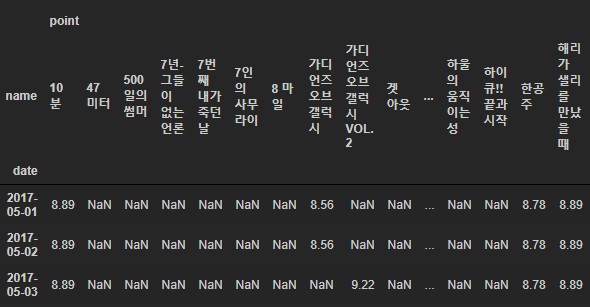 point
name 10분 47미터 500일의썸머 7년-그들이없는언론 7번째내가죽던날 7인의사무라이 8 마일 가디언즈오브갤럭시 가디언즈오브갤럭시VOL.2 겟아웃 ... 하울의움직이는성 하이큐!!끝과시작 한공주 해리가샐리를만났을때
date
2017-05-01 8.89 NaN NaN NaN NaN NaN NaN 8.56 NaN NaN ... NaN NaN 8.78 8.89
2017-05-02 8.89 NaN NaN NaN NaN NaN NaN 8.56 NaN NaN ... NaN NaN 8.78 8.89
2017-05-03 8.89 NaN NaN NaN NaN NaN NaN NaN 9.22 NaN ... NaN NaN 8.78 8.89